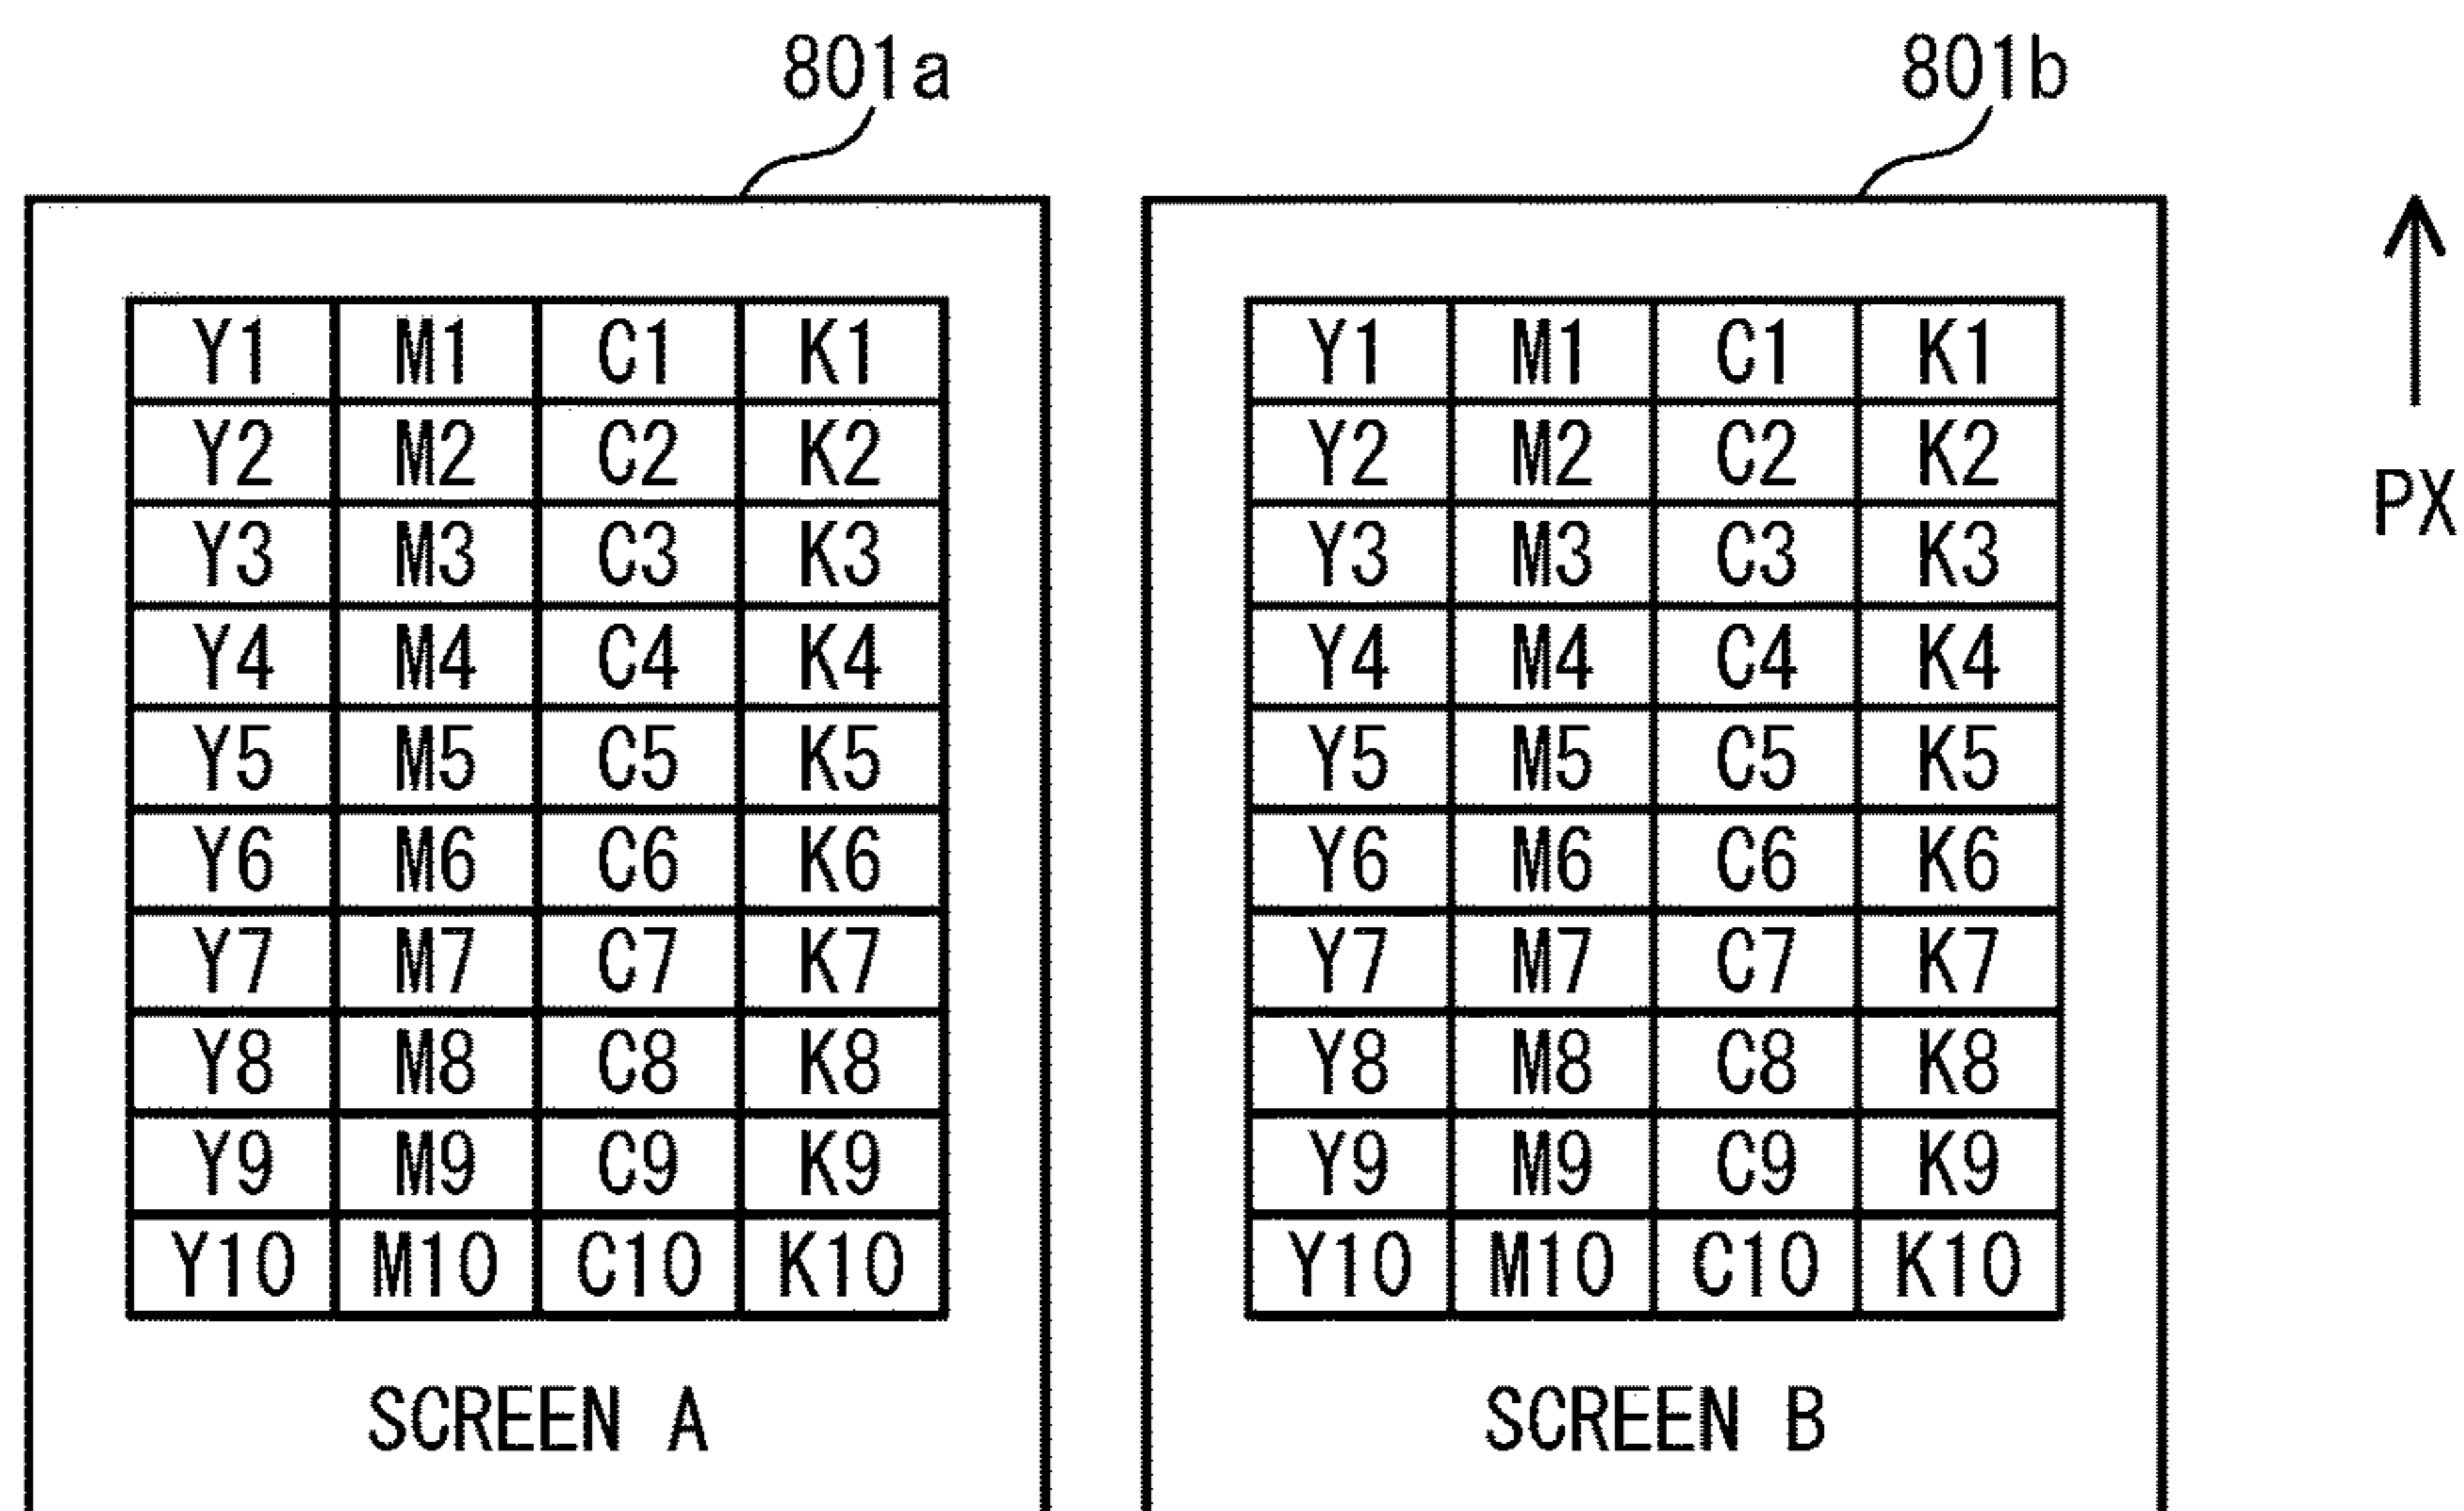 801a 801b
Y1 M1 C1 K1 Y1 M1 C1 K1
Y2 M2 C2 K2 Y2 M2 C2 K2
PX
Y3 M3 C3 K3 Y3 M3 C3 K3
Y4 M4 C4 K4 Y4 M4 C4 K4
Y5 M5 C5 K5 Y5 M5 C5 K5
Y6 M6 C6 K6 Y6 M6 C6 K6
Y7 M7 C7 K7 Y7 M7 C7 K7
Y8 M8 C8 K8 Y8 M8 C8 K8
Y9 M9 C9 K9 Y9 M9 C9 K9
Y10 M10 C10 K10 Y10 M10 C10 K10
SCREEN A SCREEN B